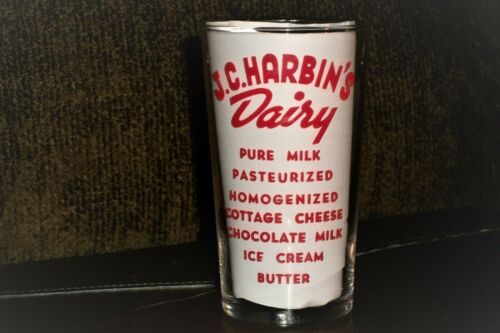 J.C. HARBIN'S
Dairy
PURE MILK
PASTEURIZED
HOMOGENIZED
COTTAGE CHEESE
CHOCOLATE MILK
ICE CREAM
BUTTER